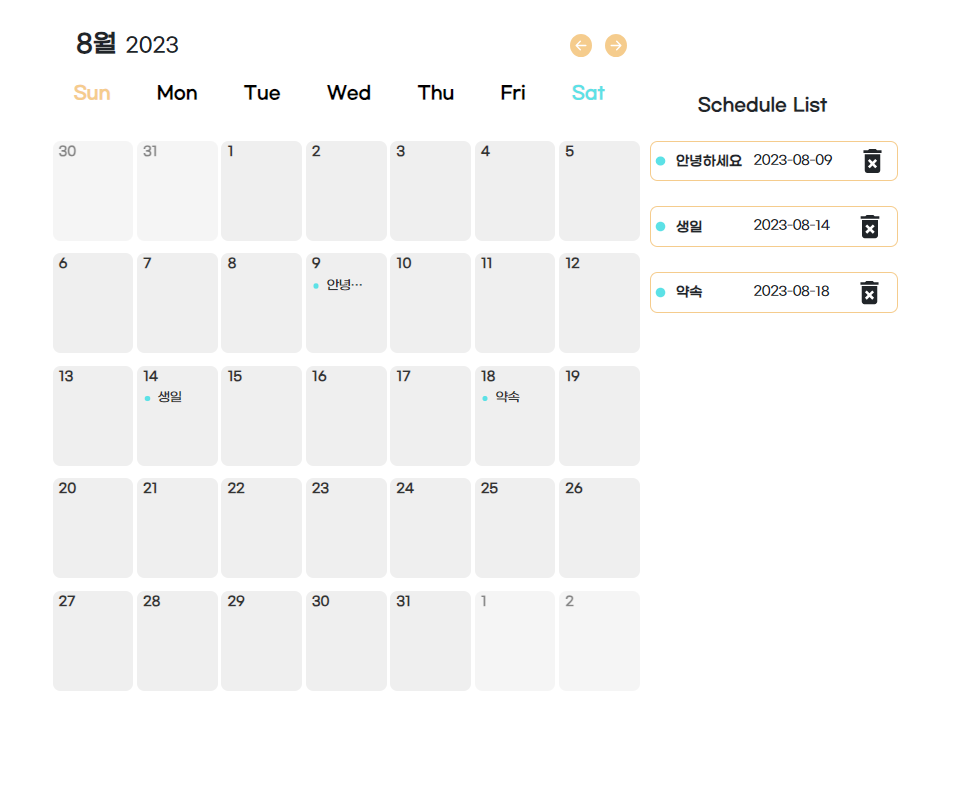 8월 2023
Sun Mon Tue Wed Thu Fri Sat
Schedule List
30 31 1 2 3 4 5
안녕하세요 2023-08-09
생일 2023-08-14
6 7 8 9 10 11 12
안녕…
약속 2023-08-18
13 14 15 16 17 18 19
생일 약속
20 21 22 23 24 25 26
27 28 29 30 31 1 2